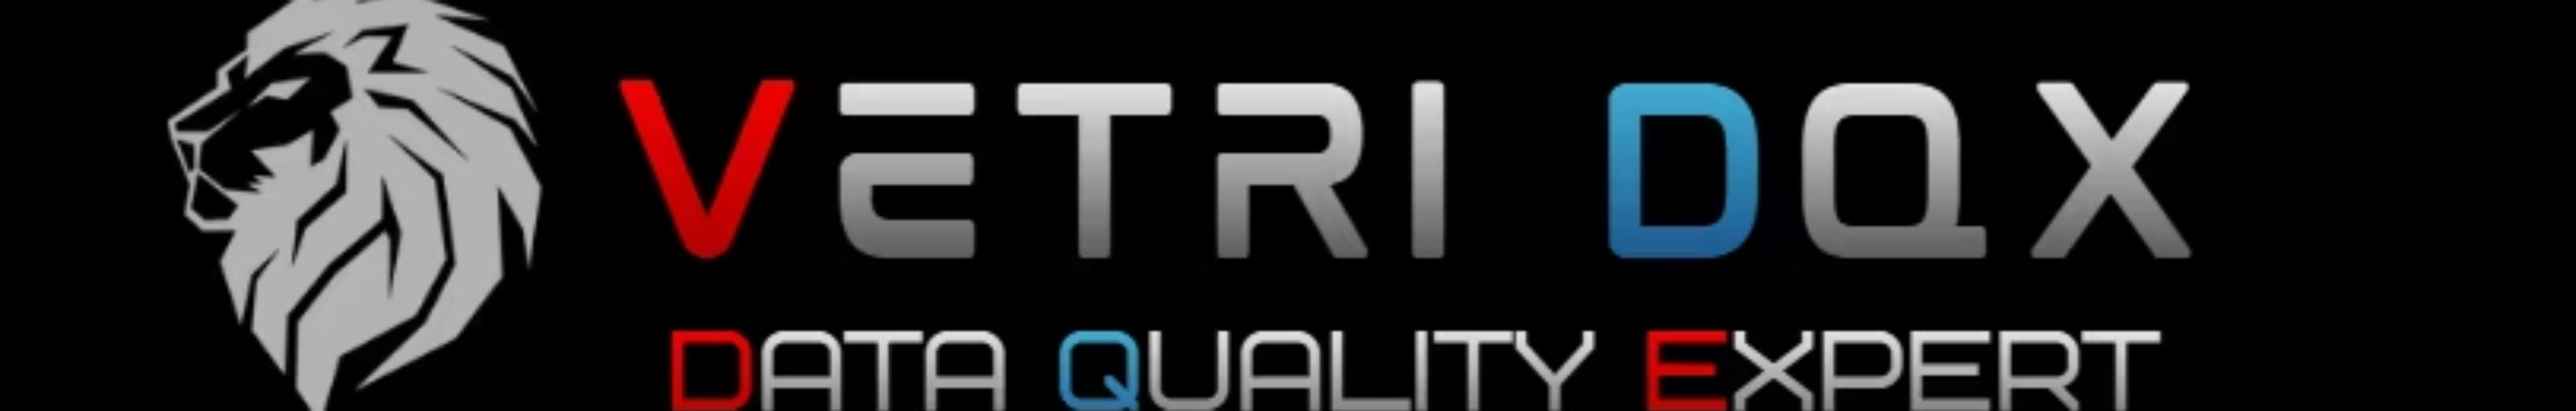 VETRI DQX
DATA QUALITY EXPERT